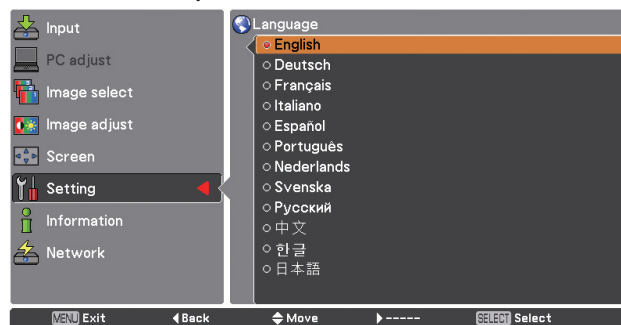 Input
PC adjust
Image select
Image adjust
Screen
Setting
Information
Network
Language
English
Deutsch
Français
Italiano
Español
Português
Nederlands
Svenska
Русский
中文
한글
日本語
MENU Exit
Back
Move
-----
SELECT Select